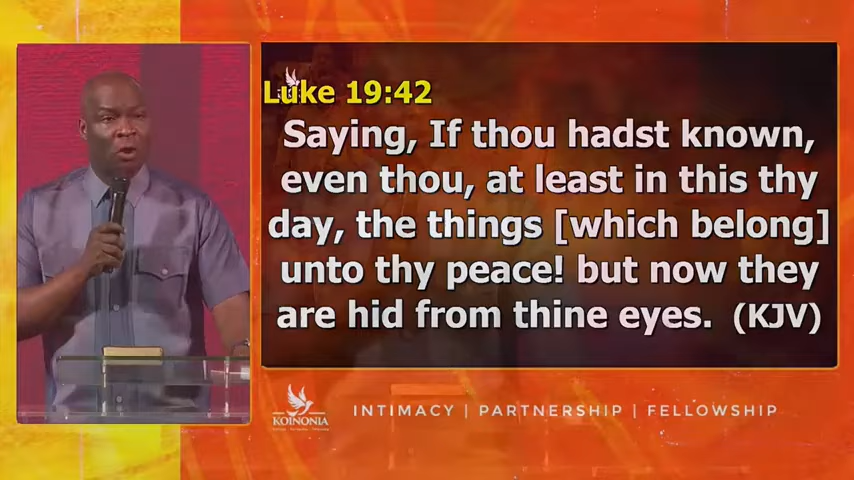 Luke 19:42
Saying, If thou hadst known,
even thou, at least in this thy
day, the things [which belong]
unto thy peace! but now they
are hid from thine eyes. (KJV)
KOINONIA
INTIMACY | PARTNERSHIP | FELLOWSHIP